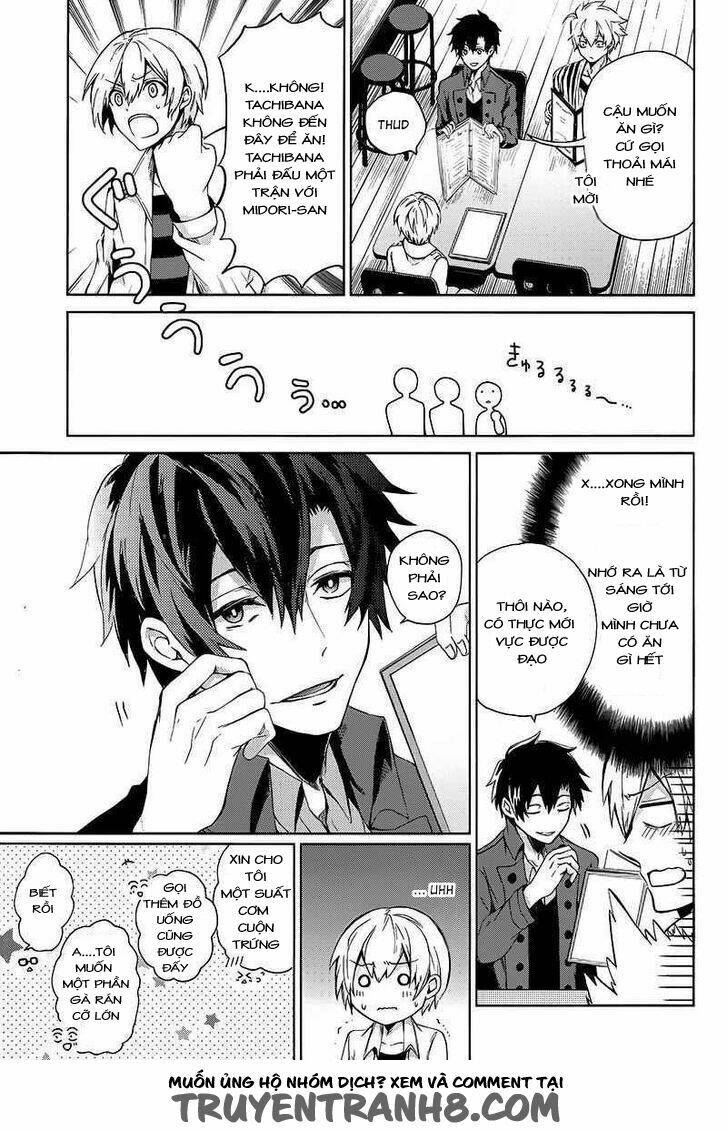 CẬU MUỐN
ĂN GÌ?
CỨ GỌI
THOẢI MÁI
NHÉ
TÔI
MỜI
THUD
K....KHÔNG!
TACHIBANA
KHÔNG ĐẾN
ĐÂY ĐỂ ĂN!
TACHIBANA
PHẢI ĐẤU MỘT
TRẬN VỚI
MIDORI-SAN
ぐぅぅぅぅ...
きゅるるるる〜...
X....XONG MÌNH
RỒI!
NHỚ RA LÀ TỪ
SÁNG TỚI
GIỜ
MÌNH CHƯA
CÓ ĂN
GÌ HẾT
THÔI NÀO,
CÓ THỰC MỚI
VỰC ĐƯỢC
ĐẠO
KHÔNG
PHẢI
SAO?
...UHH
XIN CHO
TÔI
MỘT SUẤT
CƠM
CUỘN
TRỨNG
GỌI
THÊM ĐỒ
UỐNG
CŨNG
ĐƯỢC
ĐẤY
A....TÔI
MUỐN
MỘT PHẦN
GÀ RÁN
CỠ LỚN
BIẾT
RỒI
MUỐN ỦNG HỘ NHÓM DỊCH? XEM VÀ COMMENT TẠI
TRUYENTRANH8.COM